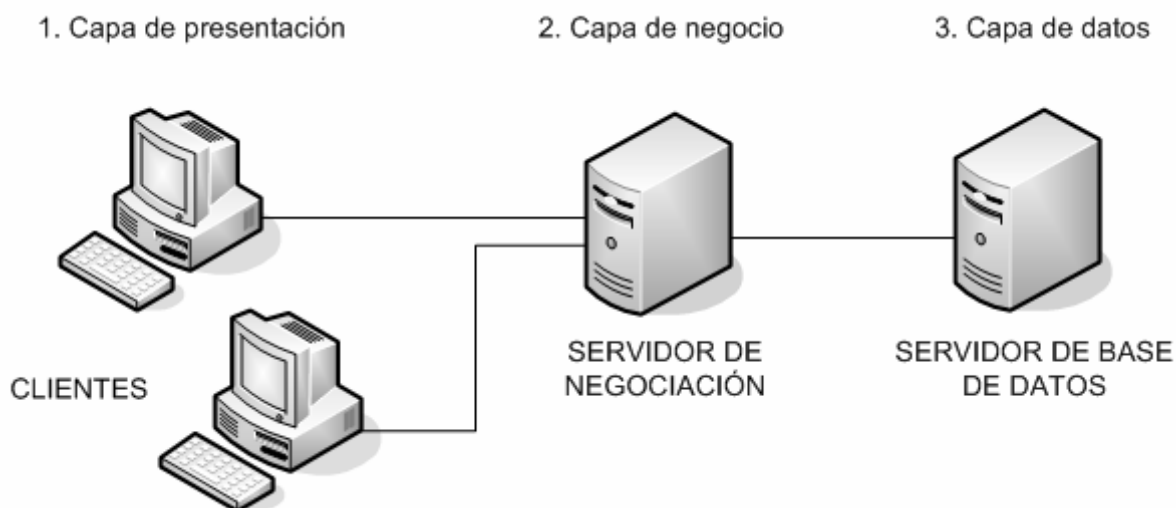 1. Capa de presentación
2. Capa de negocio
3. Capa de datos
CLIENTES
SERVIDOR DE
NEGOCIACIÓN
SERVIDOR DE BASE
DE DATOS